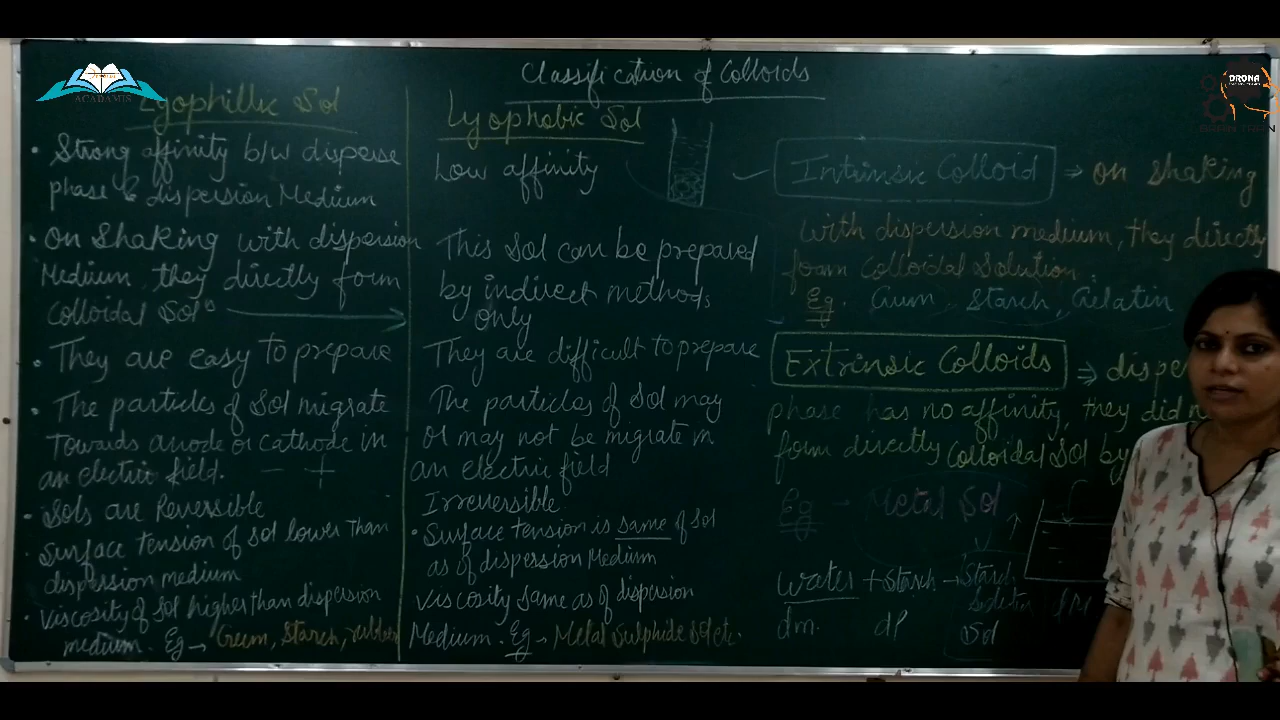 Classification of Colloids
ACADAMIS
DRONA
Lyophillic Sol
• Strong affinity b/w disperse
phase & dispersion Medium
• On Shaking with dispersion
Medium, they directly form
Colloidal Solⁿ
• They are easy to prepare
• The particles of Sol migrate
Towards anode or cathode in
an electric field. - +
• Sols are Reversible
• Surface tension of sol lower than
dispersion medium
• Viscosity of Sol higher than dispersion
medium. Eg → Gum, Starch, rubber
Lyophobic Sol
Low affinity
This Sol can be prepared
by indirect methods
only
They are difficult to prepare
The particles of Sol may
or may not be migrate in
an electric field
Irreversible
• Surface tension is same of sol
as of dispersion Medium
Viscosity same as of dispersion
Medium. Eg → Metal Sulphide Sol etc.
Intrinsic Colloid ⇒ on shaking
with dispersion medium, they directly
form Colloidal Solution.
Eg. Gum, Starch, Gelatin
Extrinsic Colloids ⇒
phase has no affinity, they did
form directly Colloidal Sol by
Eg → Metal Sol
Water + Starch → Starch
dm. dp Sol